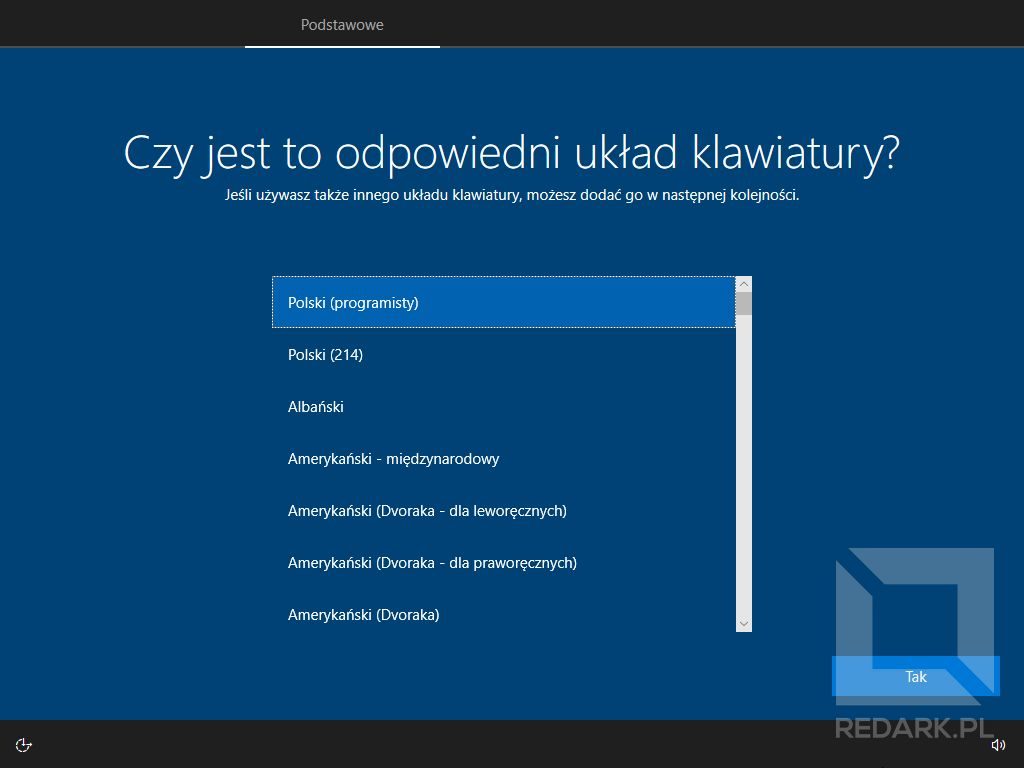 Podstawowe
Czy jest to odpowiedni układ klawiatury?
Jeśli używasz także innego układu klawiatury, możesz dodać go w następnej kolejności.
Polski (programisty)
Polski (214)
Albański
Amerykański - międzynarodowy
Amerykański (Dvoraka - dla leworęcznych)
Amerykański (Dvoraka - dla praworęcznych)
Amerykański (Dvoraka)
Tak
REDARK.PL